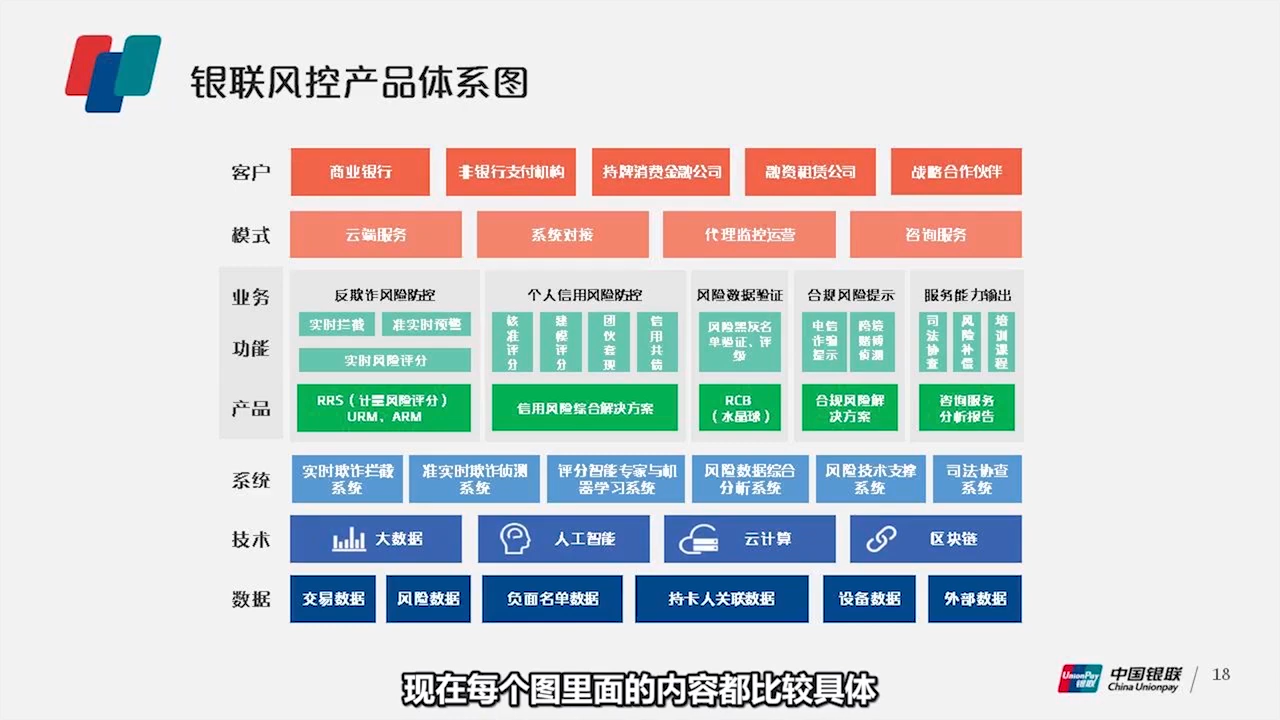 银联风控产品体系图
客户
商业银行
非银行支付机构
持牌消费金融公司
融资租赁公司
战略合作伙伴
模式
云端服务
系统对接
代理监控运营
咨询服务
业务
反欺诈风险防控
个人信用风险防控
风险数据验证
合规风险提示
服务能力输出
功能
实时拦截
准实时预警
实时风险评分
核准评分
建模评分
团伙套现
信用共债
风险黑灰名
单验证、评
级
电信诈骗提示
跨境赌博侦测
司法协查
风险补偿
培训课程
产品
RRS（计量风险评分）
URM、ARM
信用风险综合解决方案
RCB
（水晶球）
合规风险解
决方案
咨询服务
分析报告
系统
实时欺诈拦截
系统
准实时欺诈侦测
系统
评分智能专家与机
器学习系统
风险数据综合
分析系统
风险技术支撑
系统
司法协查
系统
技术
大数据
人工智能
云计算
区块链
数据
交易数据
风险数据
负面名单数据
持卡人关联数据
设备数据
外部数据
现在每个图里面的内容都比较具体
UnionPay
银联
中国银联
China Unionpay
18